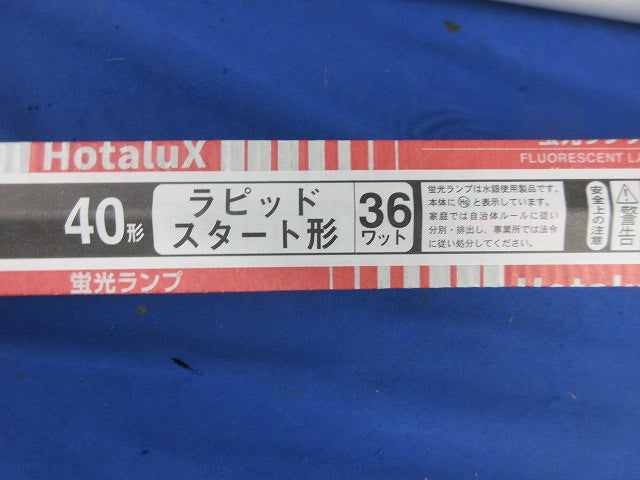 HotaluX
FLUORESCENT LA
40形
ラピッド
スタート形
36
ワット
蛍光ランプは水銀使用製品です。
本体に Hg と表示しています。
家庭では自治体ルールに従い
分別・排出し、事業所では法令
に従い処分してください。
安全上の注意
警告
蛍光ランプ